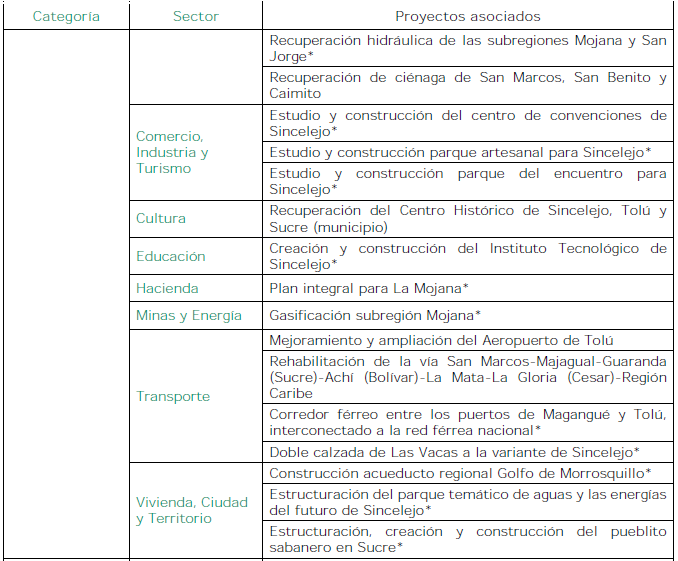 Categoría Sector Proyectos asociados
Recuperación hidráulica de las subregiones Mojana y San
Jorge*
Recuperación de ciénaga de San Marcos, San Benito y
Caimito
Comercio,
Industria y
Turismo
Estudio y construcción del centro de convenciones de
Sincelejo*
Estudio y construcción parque artesanal para Sincelejo*
Estudio y construcción parque del encuentro para
Sincelejo*
Cultura
Recuperación del Centro Histórico de Sincelejo, Tolú y
Sucre (municipio)
Educación
Creación y construcción del Instituto Tecnológico de
Sincelejo*
Hacienda
Plan integral para La Mojana*
Minas y Energía
Gasificación subregión Mojana*
Transporte
Mejoramiento y ampliación del Aeropuerto de Tolú
Rehabilitación de la vía San Marcos-Majagual-Guaranda
(Sucre)-Achí (Bolívar)-La Mata-La Gloria (Cesar)-Región
Caribe
Corredor férreo entre los puertos de Magangué y Tolú,
interconectado a la red férrea nacional*
Doble calzada de Las Vacas a la variante de Sincelejo*
Vivienda, Ciudad
y Territorio
Construcción acueducto regional Golfo de Morrosquillo*
Estructuración del parque temático de aguas y las energías
del futuro de Sincelejo*
Estructuración, creación y construcción del pueblito
sabanero en Sucre*